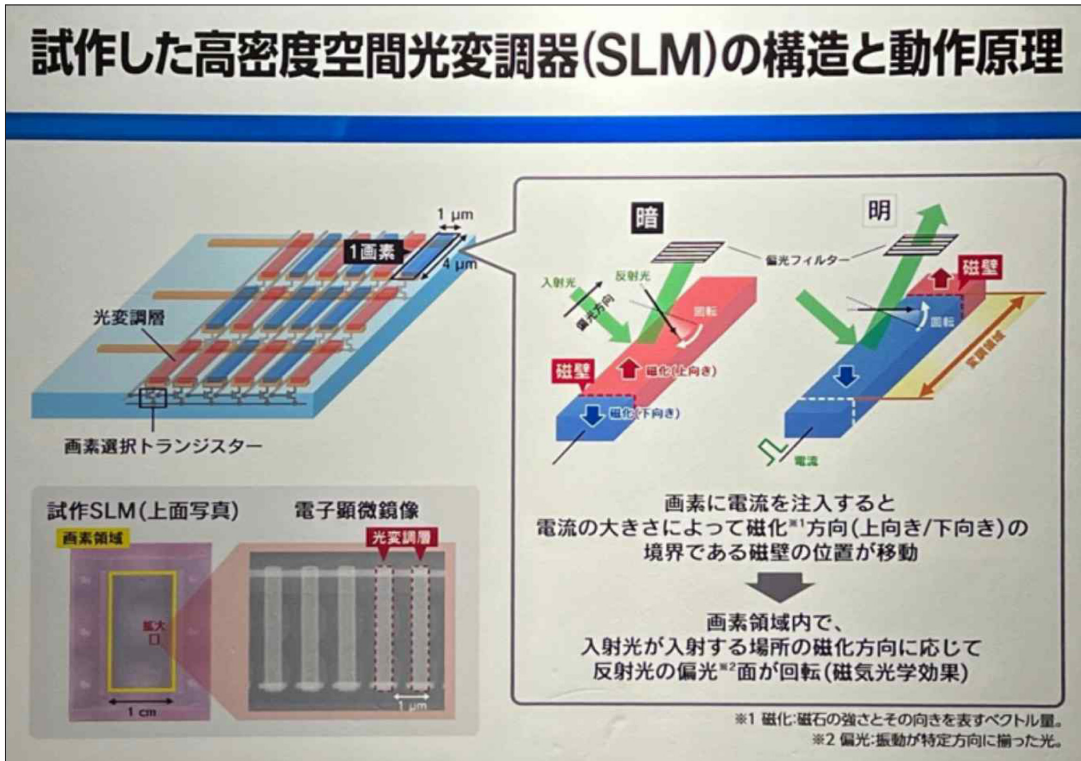 試作した高密度空間光変調器(SLM)の構造と動作原理
1 μm
1画素
4 μm
光変調層
画素選択トランジスター
暗
明
偏光フィルター
入射光
偏光方向
反射光
回転
磁壁
磁化(上向き)
磁化(下向き)
磁壁
回転
変調領域
電流
画素に電流を注入すると
電流の大きさによって磁化※1方向(上向き/下向き)の
境界である磁壁の位置が移動
画素領域内で、
入射光が入射する場所の磁化方向に応じて
反射光の偏光※2面が回転(磁気光学効果)
試作SLM(上面写真)
画素領域
拡大
1 cm
電子顕微鏡像
光変調層
1 μm
※1 磁化:磁石の強さとその向きを表すベクトル量。
※2 偏光:振動が特定方向に揃った光。